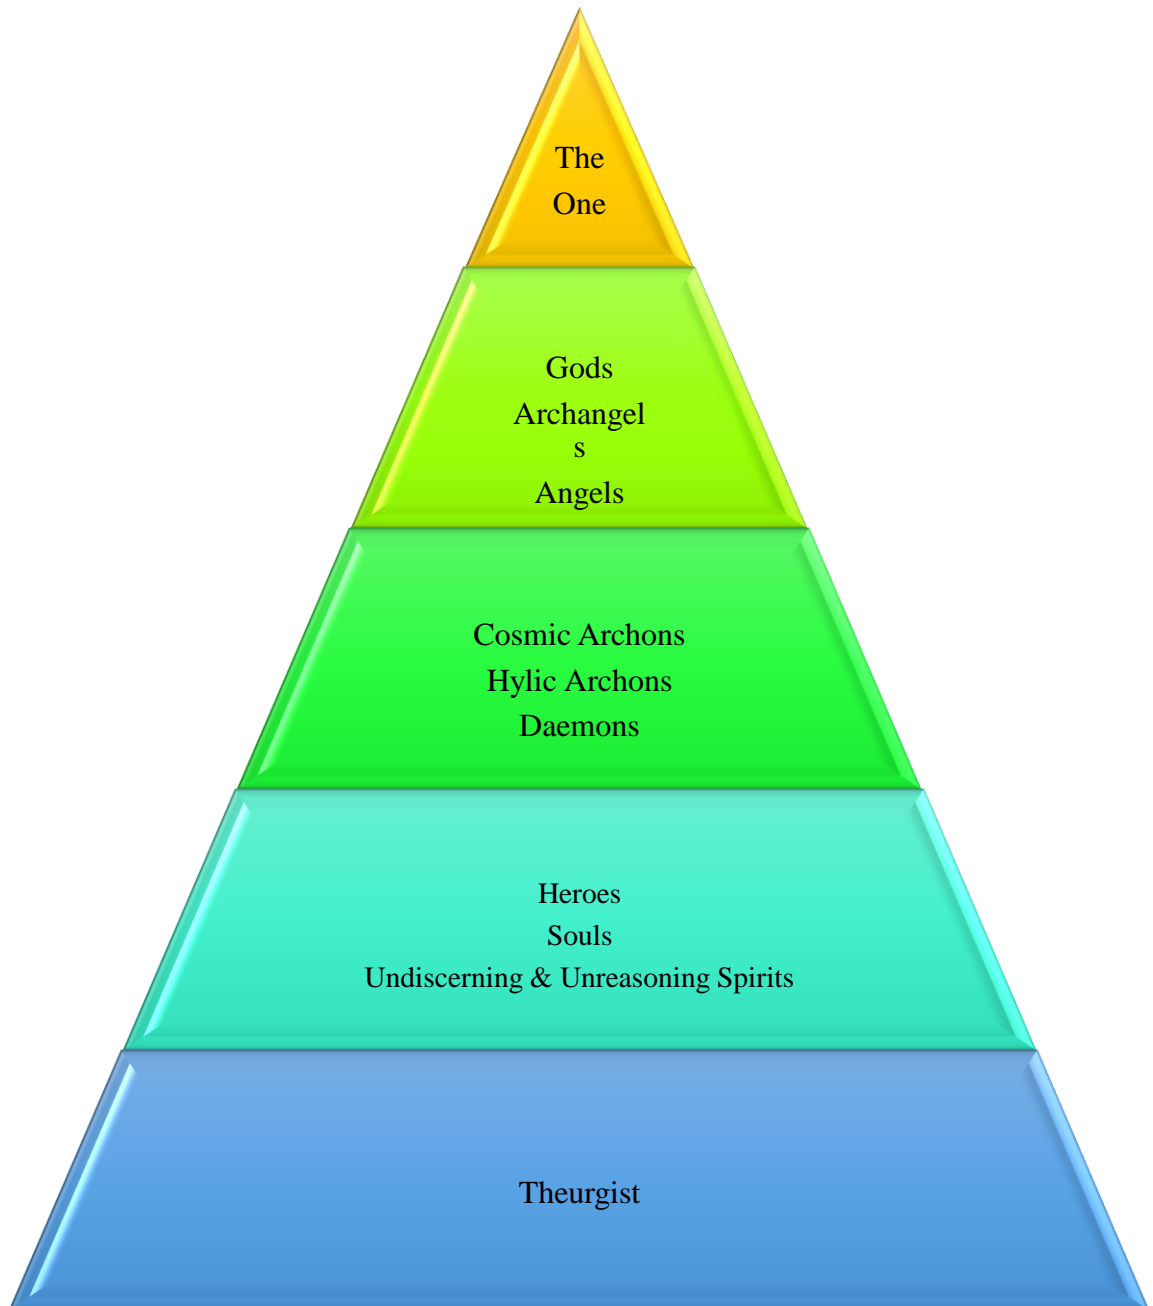 The
One
Gods
Archangel
s
Angels
Cosmic Archons
Hylic Archons
Daemons
Heroes
Souls
Undiscerning & Unreasoning Spirits
Theurgist